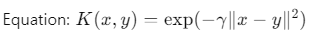 Equation: K(x, y) = exp(−γ‖x − y‖²)